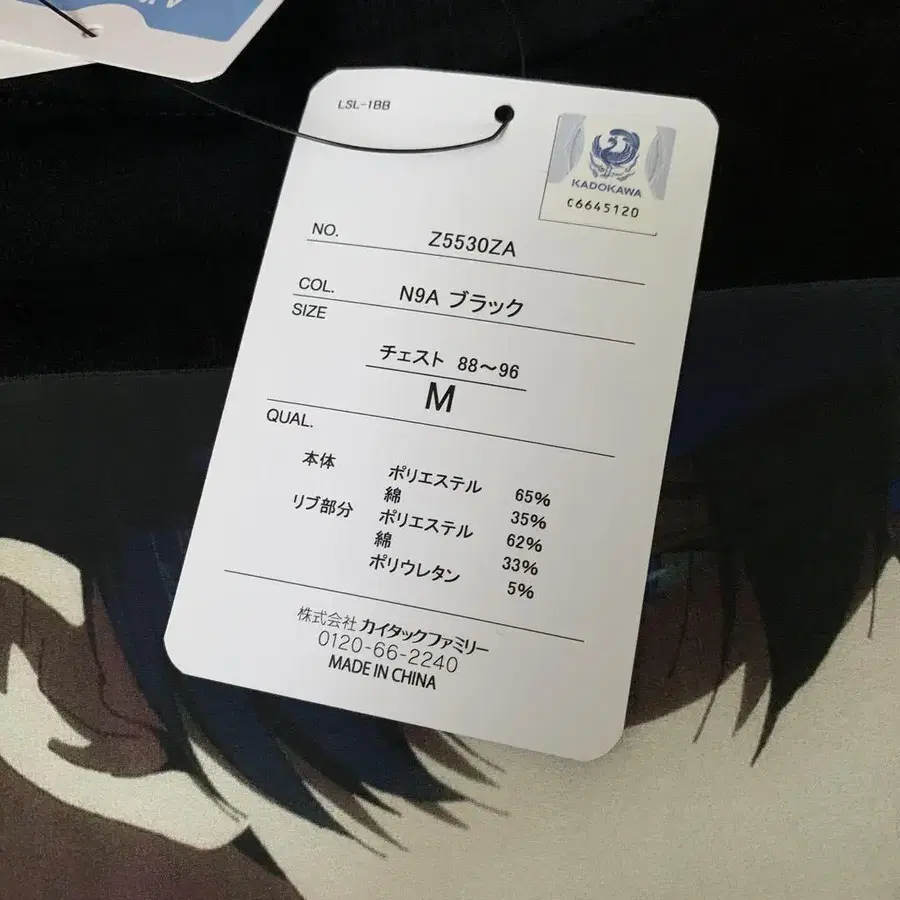 LSL-1BB
KADOKAWA
C6645120
NO. Z5530ZA
COL. N9A ブラック
SIZE
チェスト 88～96
M
QUAL.
本体 ポリエステル 65%
綿 35%
リブ部分 ポリエステル 62%
綿 33%
ポリウレタン 5%
株式会社 カイタックファミリー
0120-66-2240
MADE IN CHINA